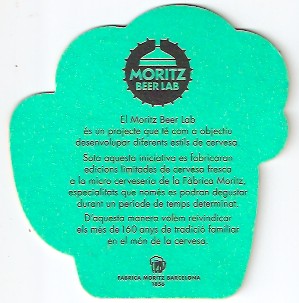 MORITZ
BEER LAB
El Moritz Beer Lab
és un projecte que té com a objectiu
desenvolupar diferents estils de cervesa.
Sota aquesta iniciativa es fabricaran
edicions limitades de cervesa fresca
a la micro cerveseria de la Fàbrica Moritz,
especialitats que només es podran degustar
durant un període de temps determinat.
D'aquesta manera volem reivindicar
els més de 160 anys de tradició familiar
en el món de la cervesa.
FÀBRICA MORITZ BARCELONA
1856